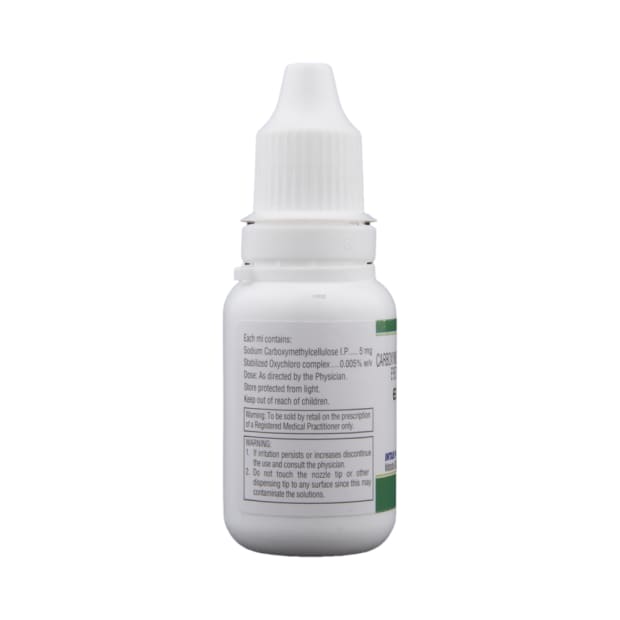 Each ml contains:
Sodium Carboxymethylcellulose I.P..... 5 mg
Stabilized Oxychloro complex.... 0.005% w/v
Dose: As directed by the Physician.
Store protected from light.
Keep out of reach of children.
Warning: To be sold by retail on the prescription
of a Registered Medical Practitioner only.
WARNING:
1. If irritation persists or increases discontinue
the use and consult the physician.
2. Do not touch the nozzle tip or other
dispensing tip to any surface since this may
contaminate the solutions.